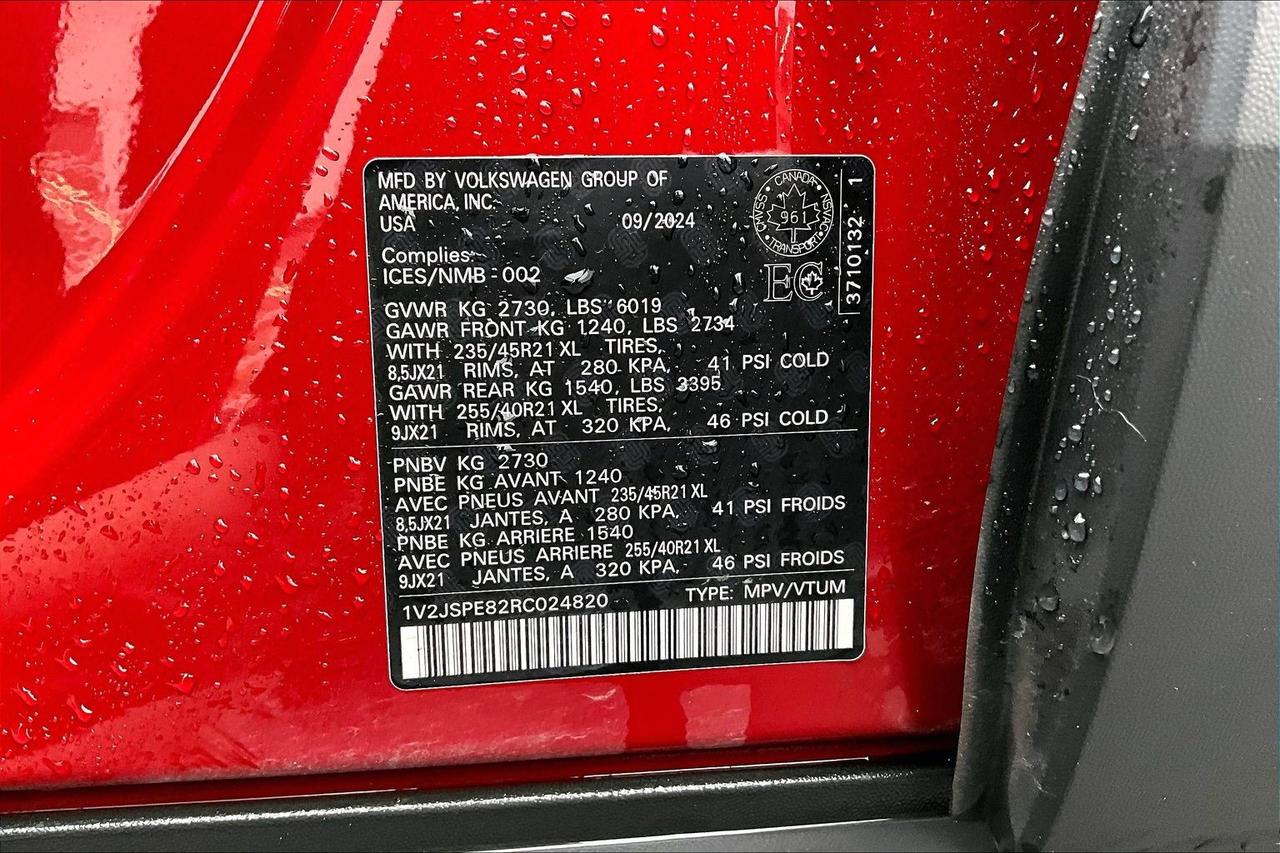 MFD BY VOLKSWAGEN GROUP OF
AMERICA, INC.
USA 09/2024
CANADA
CMVSS NSVAC
961
TRANSPORT
EC
3710132 1
Complies:
ICES/NMB-002
GVWR KG 2730, LBS 6019
GAWR FRONT KG 1240, LBS 2734
WITH 235/45R21 XL TIRES,
8,5JX21 RIMS, AT 280 KPA, 41 PSI COLD
GAWR REAR KG 1540, LBS 3395
WITH 255/40R21 XL TIRES,
9JX21 RIMS, AT 320 KPA, 46 PSI COLD
PNBV KG 2730
PNBE KG AVANT 1240
AVEC PNEUS AVANT 235/45R21 XL
8,5JX21 JANTES, A 280 KPA, 41 PSI FROIDS
PNBE KG ARRIERE 1540
AVEC PNEUS ARRIERE 255/40R21 XL
9JX21 JANTES, A 320 KPA, 46 PSI FROIDS
1V2JSPE82RC024820 TYPE: MPV/VTUM